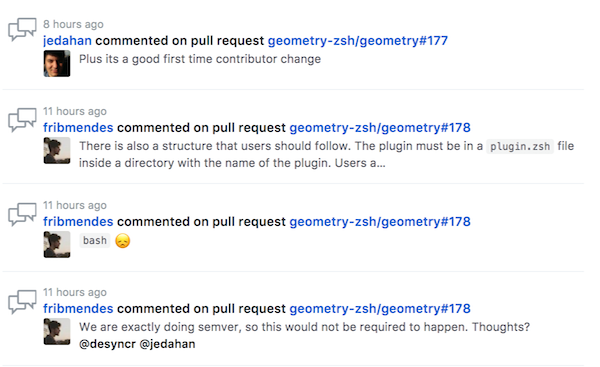 8 hours ago
jedahan commented on pull request geometry-zsh/geometry#177
Plus its a good first time contributor change
11 hours ago
fribmendes commented on pull request geometry-zsh/geometry#178
There is also a structure that users should follow. The plugin must be in a plugin.zsh file
inside a directory with the name of the plugin. Users a...
11 hours ago
fribmendes commented on pull request geometry-zsh/geometry#178
bash 😞
11 hours ago
fribmendes commented on pull request geometry-zsh/geometry#178
We are exactly doing semver, so this would not be required to happen. Thoughts?
@desyncr @jedahan